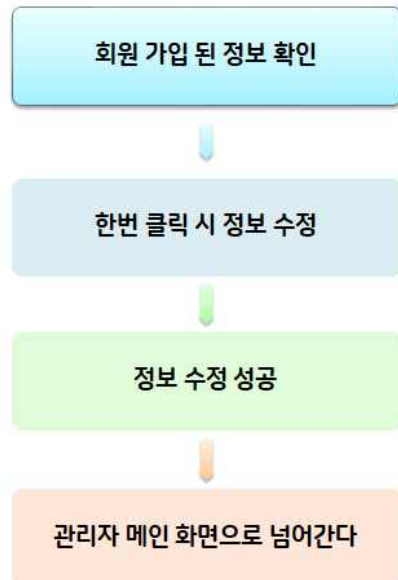 회원 가입 된 정보 확인
한번 클릭 시 정보 수정
정보 수정 성공
관리자 메인 화면으로 넘어간다